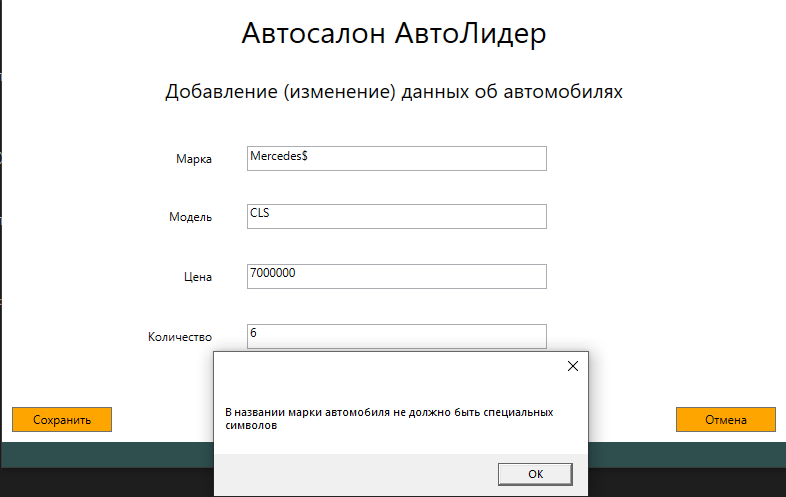 Автосалон АвтоЛидер
Добавление (изменение) данных об автомобилях
Марка
Mercedes$
Модель
CLS
Цена
7000000
Количество
6
В названии марки автомобиля не должно быть специальных
символов
Сохранить
Отмена
OK